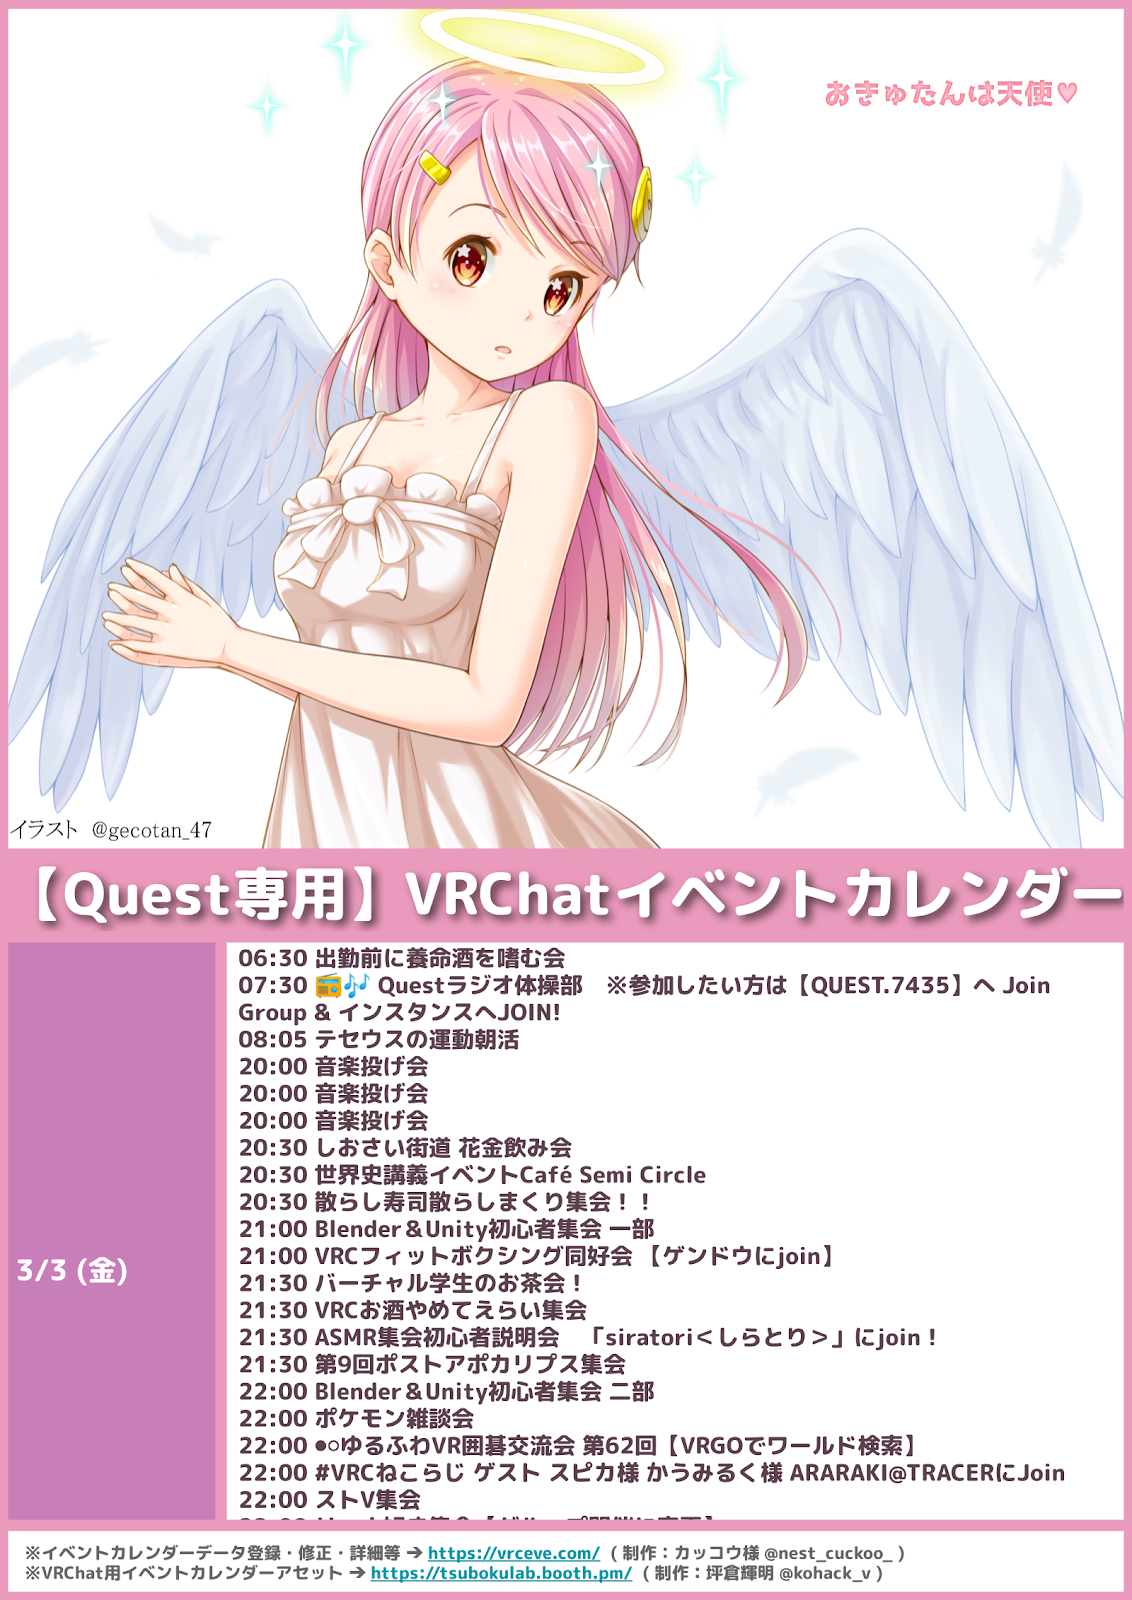 おきゅたんは天使♥
イラスト @gecotan_47
【Quest専用】VRChatイベントカレンダー
3/3 (金)
06:30 出勤前に養命酒を嗜む会
07:30 📻🎶 Questラジオ体操部　※参加したい方は【QUEST.7435】へ Join
Group & インスタンスへJOIN!
08:05 テセウスの運動朝活
20:00 音楽投げ会
20:00 音楽投げ会
20:00 音楽投げ会
20:30 しおさい街道 花金飲み会
20:30 世界史講義イベントCafé Semi Circle
20:30 散らし寿司散らしまくり集会！！
21:00 Blender＆Unity初心者集会 一部
21:00 VRCフィットボクシング同好会 【ゲンドウにjoin】
21:30 バーチャル学生のお茶会！
21:30 VRCお酒やめてえらい集会
21:30 ASMR集会初心者説明会　「siratori＜しらとり＞」にjoin！
21:30 第9回ポストアポカリプス集会
22:00 Blender＆Unity初心者集会 二部
22:00 ポケモン雑談会
22:00 ●○ゆるふわVR囲碁交流会 第62回【VRGOでワールド検索】
22:00 #VRCねこらじ ゲスト スピカ様 かうみるく様 ARARAKI@TRACERにJoin
22:00 ストV集会
※イベントカレンダーデータ登録・修正・詳細等 ➔ https://vrceve.com/ ( 制作：カッコウ様 @nest_cuckoo_ )
※VRChat用イベントカレンダーアセット ➔ https://tsubokulab.booth.pm/ ( 制作：坪倉輝明 @kohack_v )